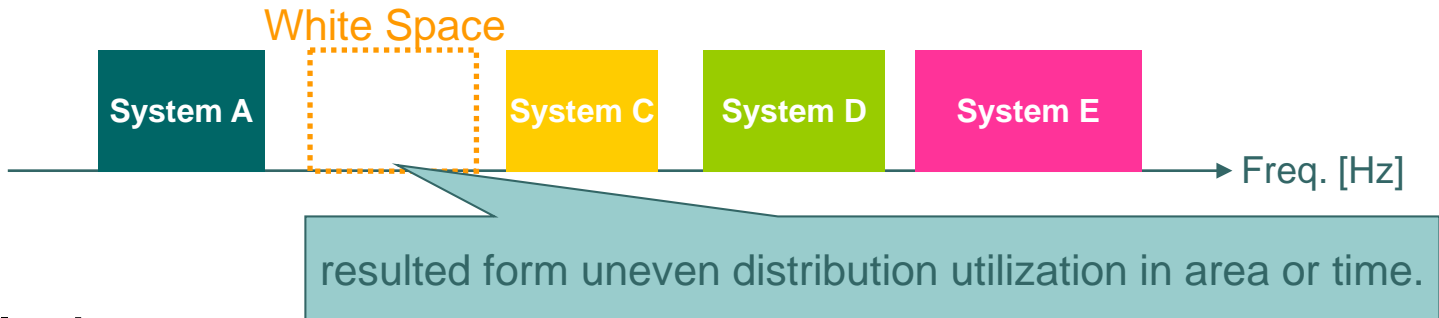 White Space
System A
System C
System D
System E
Freq. [Hz]
resulted form uneven distribution utilization in area or time.